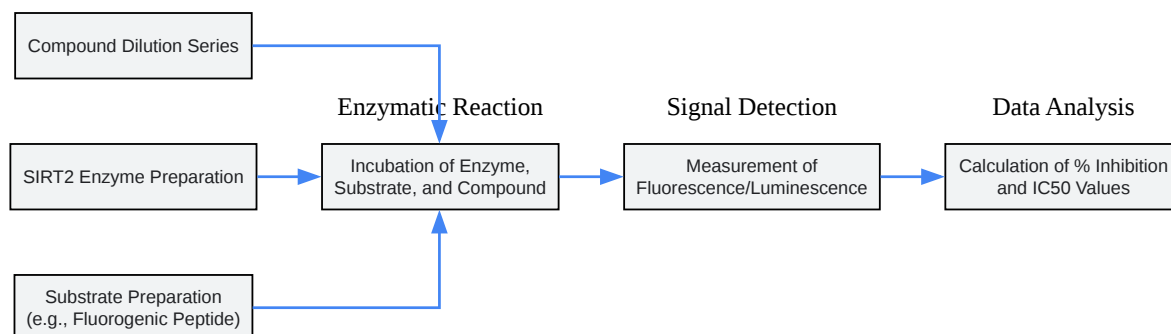 Compound Dilution Series
Enzymatic Reaction
Signal Detection
Data Analysis
SIRT2 Enzyme Preparation
Incubation of Enzyme,
Substrate, and Compound
Measurement of
Fluorescence/Luminescence
Calculation of % Inhibition
and IC50 Values
Substrate Preparation
(e.g., Fluorogenic Peptide)